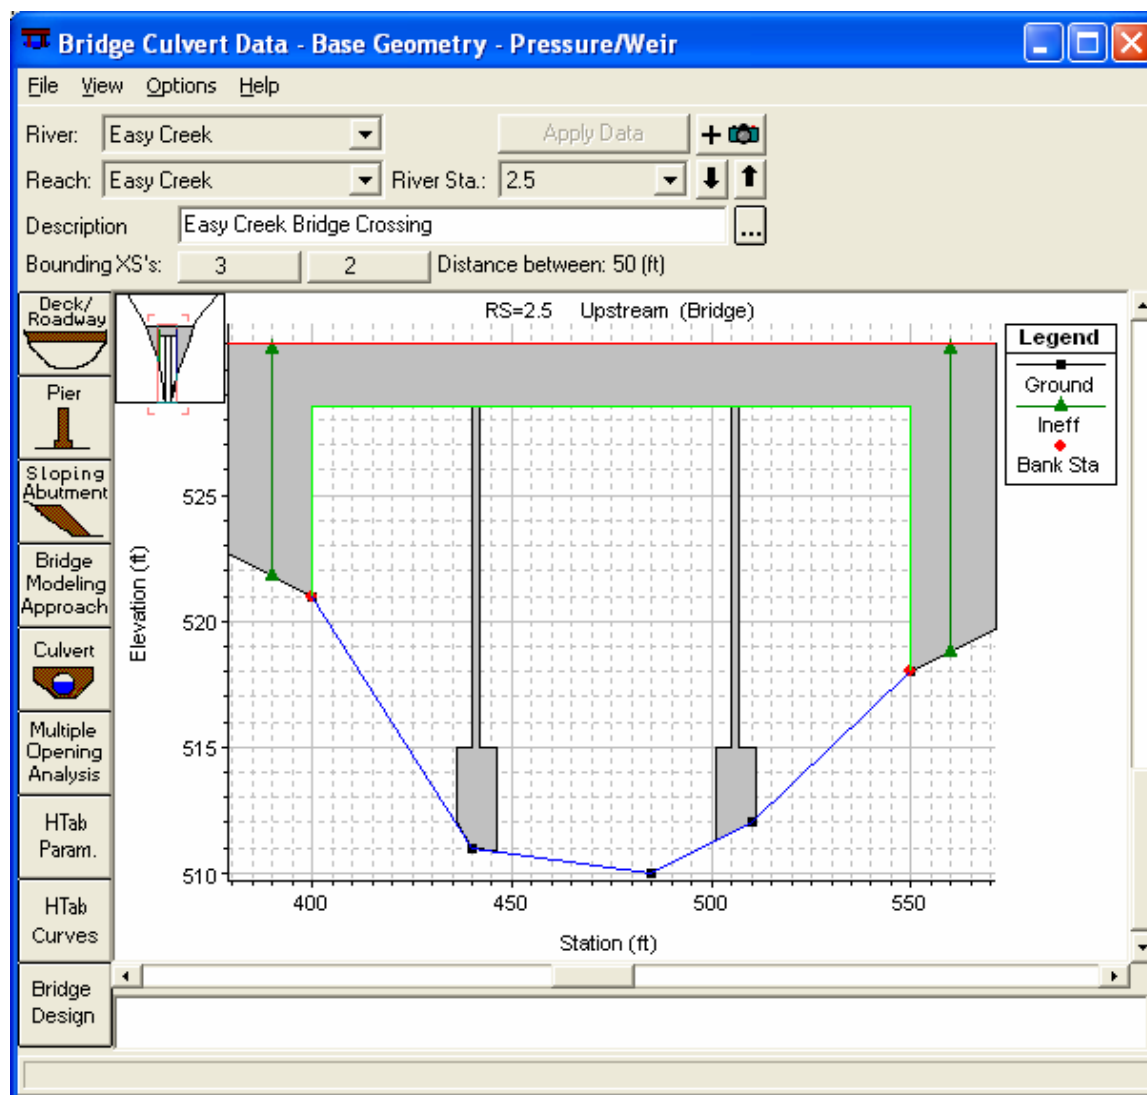 Bridge Culvert Data - Base Geometry - Pressure/Weir
File View Options Help
River: Easy Creek Apply Data +
Reach: Easy Creek River Sta.: 2.5
Description Easy Creek Bridge Crossing ...
Bounding XS's: 3 2 Distance between: 50 (ft)
Deck/
Roadway
Pier
Sloping
Abutment
Bridge
Modeling
Approach
Culvert
Multiple
Opening
Analysis
HTab
Param.
HTab
Curves
Bridge
Design
RS=2.5 Upstream (Bridge)
Legend
Ground
Ineff
Bank Sta
Elevation (ft)
525
520
515
510
400 450 500 550
Station (ft)